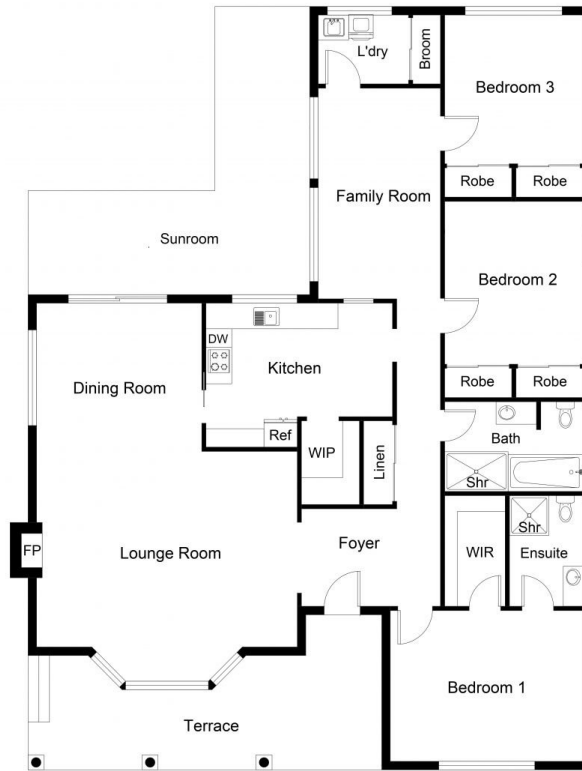 L'dry
Broom
Bedroom 3
Family Room
Robe
Robe
Sunroom
Bedroom 2
DW
Kitchen
Dining Room
Robe
Robe
Ref
WIP
Linen
Bath
Shr
FP
Lounge Room
Foyer
WIR
Shr
Ensuite
Bedroom 1
Terrace